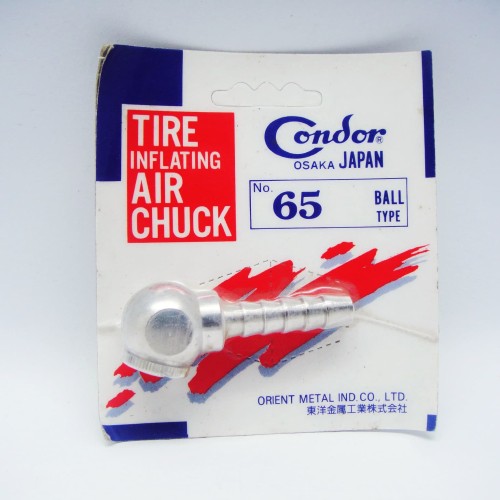 TIRE
INFLATING
AIR
CHUCK
Condor®
OSAKA JAPAN
No. 65 BALL
TYPE
ORIENT METAL IND. CO., LTD.
東洋金属工業株式会社